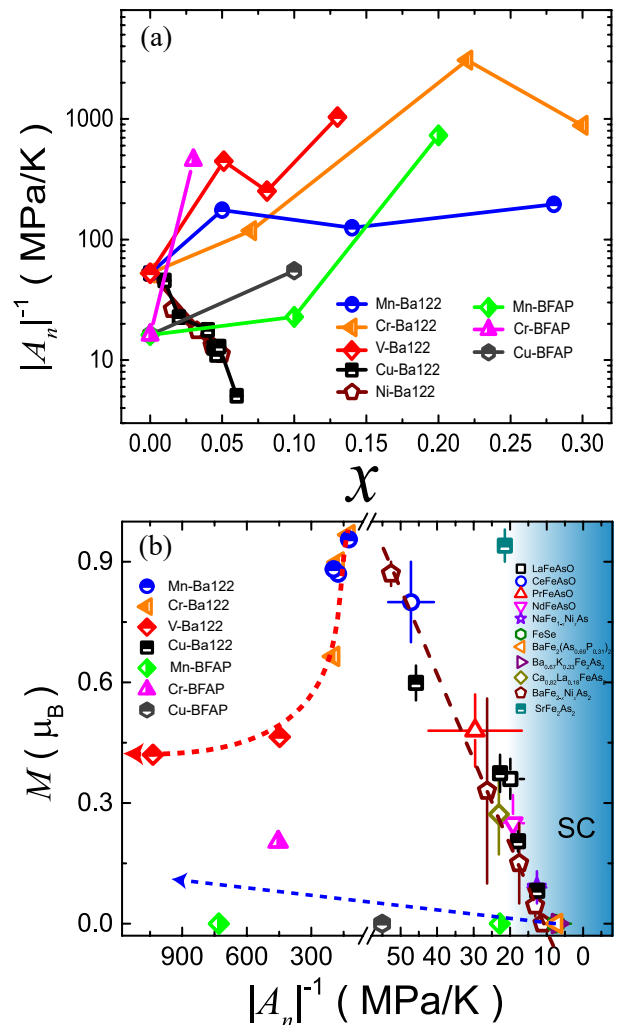 (a)
|Aₙ|⁻¹ ( MPa/K )
1000
100
10
Mn-Ba122
Cr-Ba122
V-Ba122
Cu-Ba122
Ni-Ba122
Mn-BFAP
Cr-BFAP
Cu-BFAP
0.00 0.05 0.10 0.15 0.20 0.25 0.30
x
(b)
M ( μ_B )
0.9
0.6
0.3
0.0
Mn-Ba122
Cr-Ba122
V-Ba122
Cu-Ba122
Mn-BFAP
Cr-BFAP
Cu-BFAP
LaFeAsO
CeFeAsO
PrFeAsO
NdFeAsO
NaFe₁₋ₓNiₓAs
FeSe
BaFe₂(As₀.₆₉P₀.₃₁)₂
Ba₀.₆₇K₀.₃₃Fe₂As₂
Ca₀.₈₂La₀.₁₈FeAs₂
BaFe₂₋ₓNiₓAs₂
SrFe₂As₂
SC
900 600 300 50 40 30 20 10 0
|Aₙ|⁻¹ ( MPa/K )